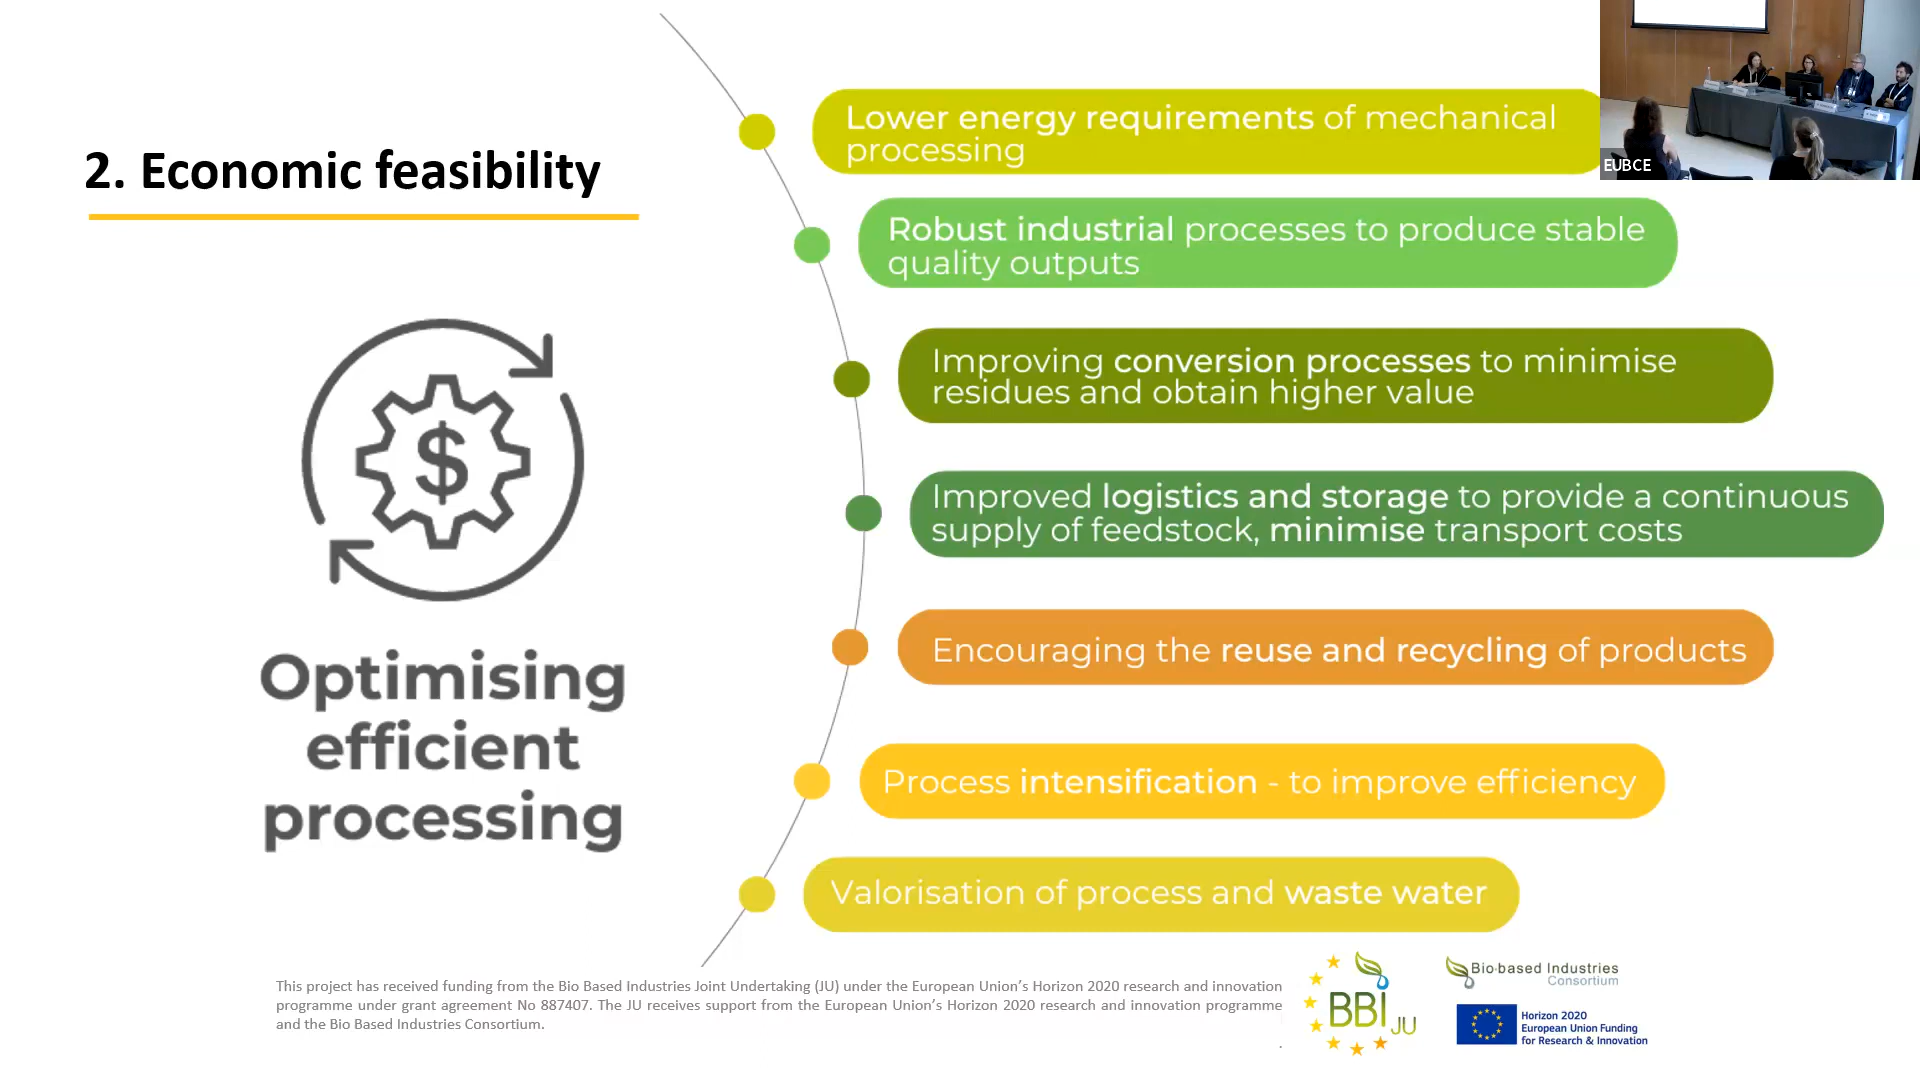 2. Economic feasibility
$
Optimising
efficient
processing
Lower energy requirements of mechanical
processing
Robust industrial processes to produce stable
quality outputs
Improving conversion processes to minimise
residues and obtain higher value
Improved logistics and storage to provide a continuous
supply of feedstock, minimise transport costs
Encouraging the reuse and recycling of products
Process intensification - to improve efficiency
Valorisation of process and waste water
EUBCE
This project has received funding from the Bio Based Industries Joint Undertaking (JU) under the European Union's Horizon 2020 research and innovation
programme under grant agreement No 887407. The JU receives support from the European Union's Horizon 2020 research and innovation programme
and the Bio Based Industries Consortium.
BBI JU
Bio-based Industries
Consortium
Horizon 2020
European Union Funding
for Research & Innovation